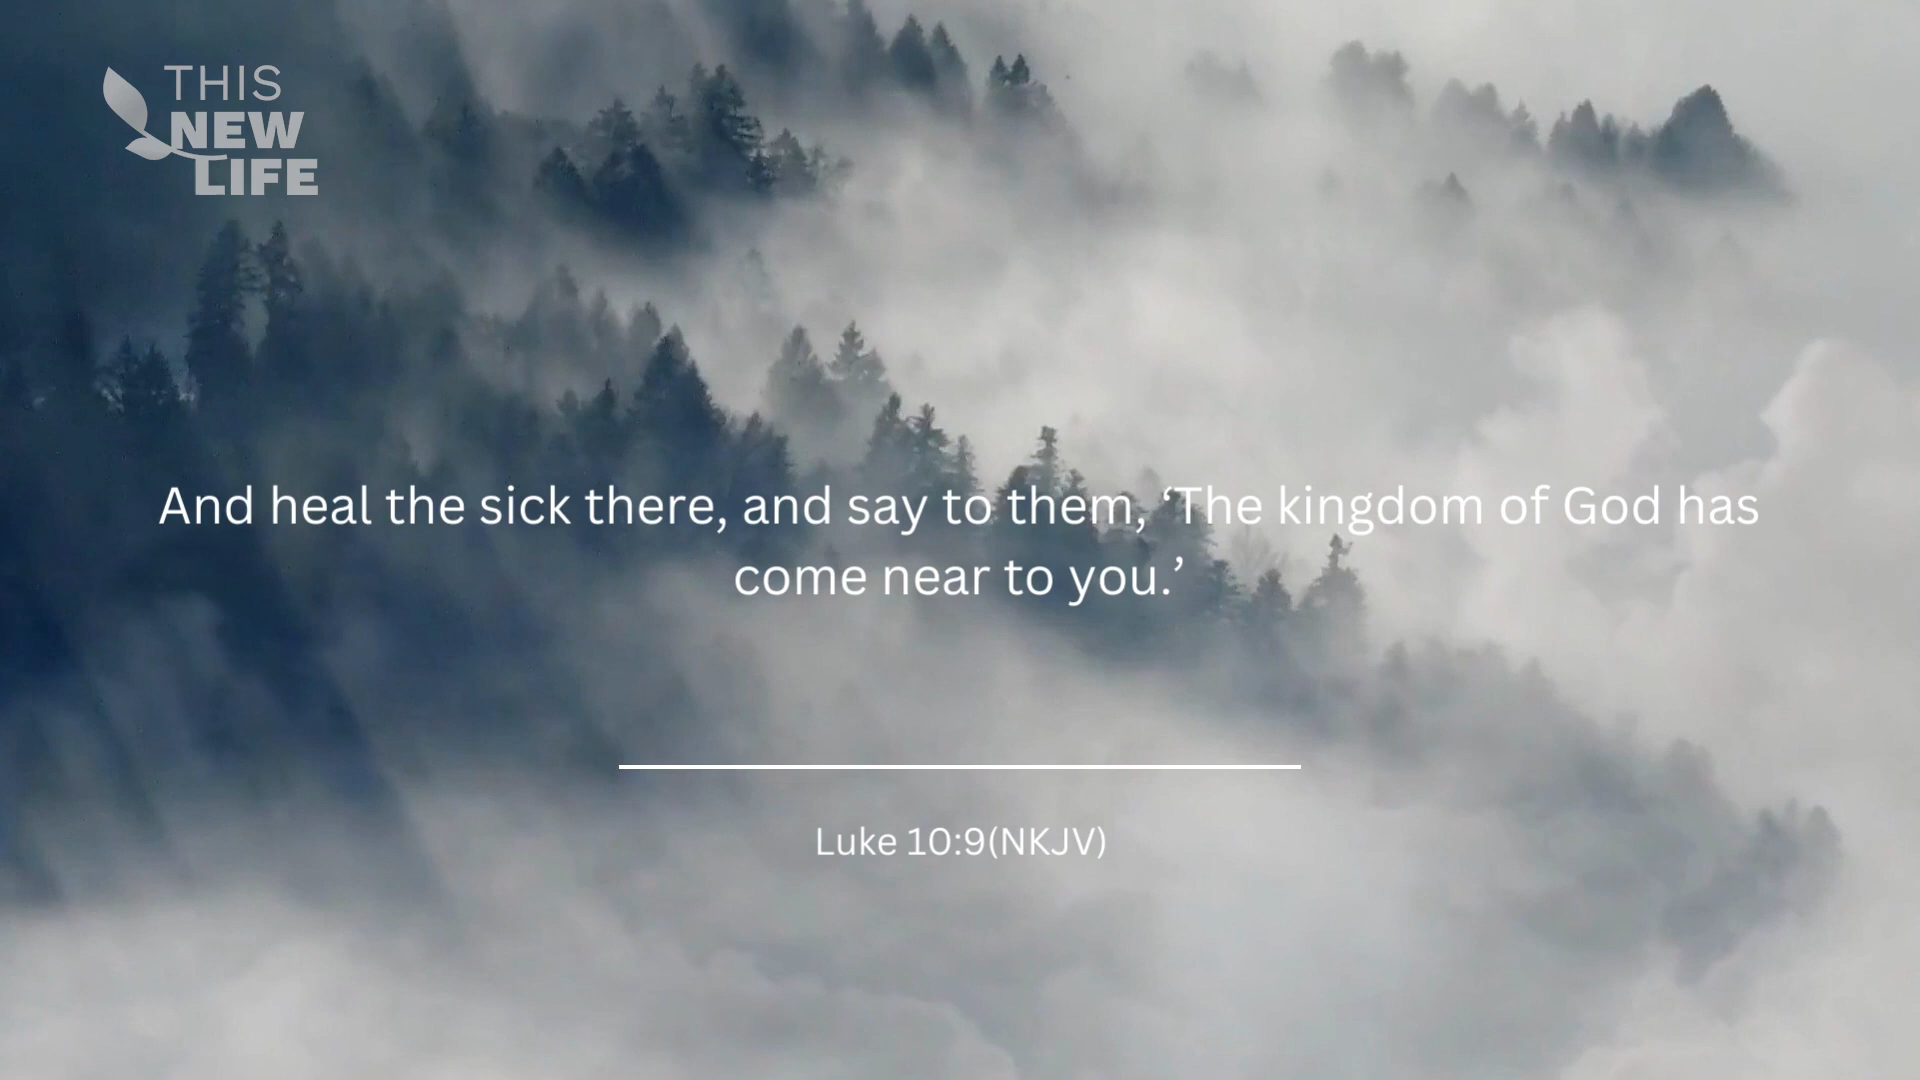 THIS
NEW
LIFE
And heal the sick there, and say to them, ‘The kingdom of God has
come near to you.’
Luke 10:9(NKJV)